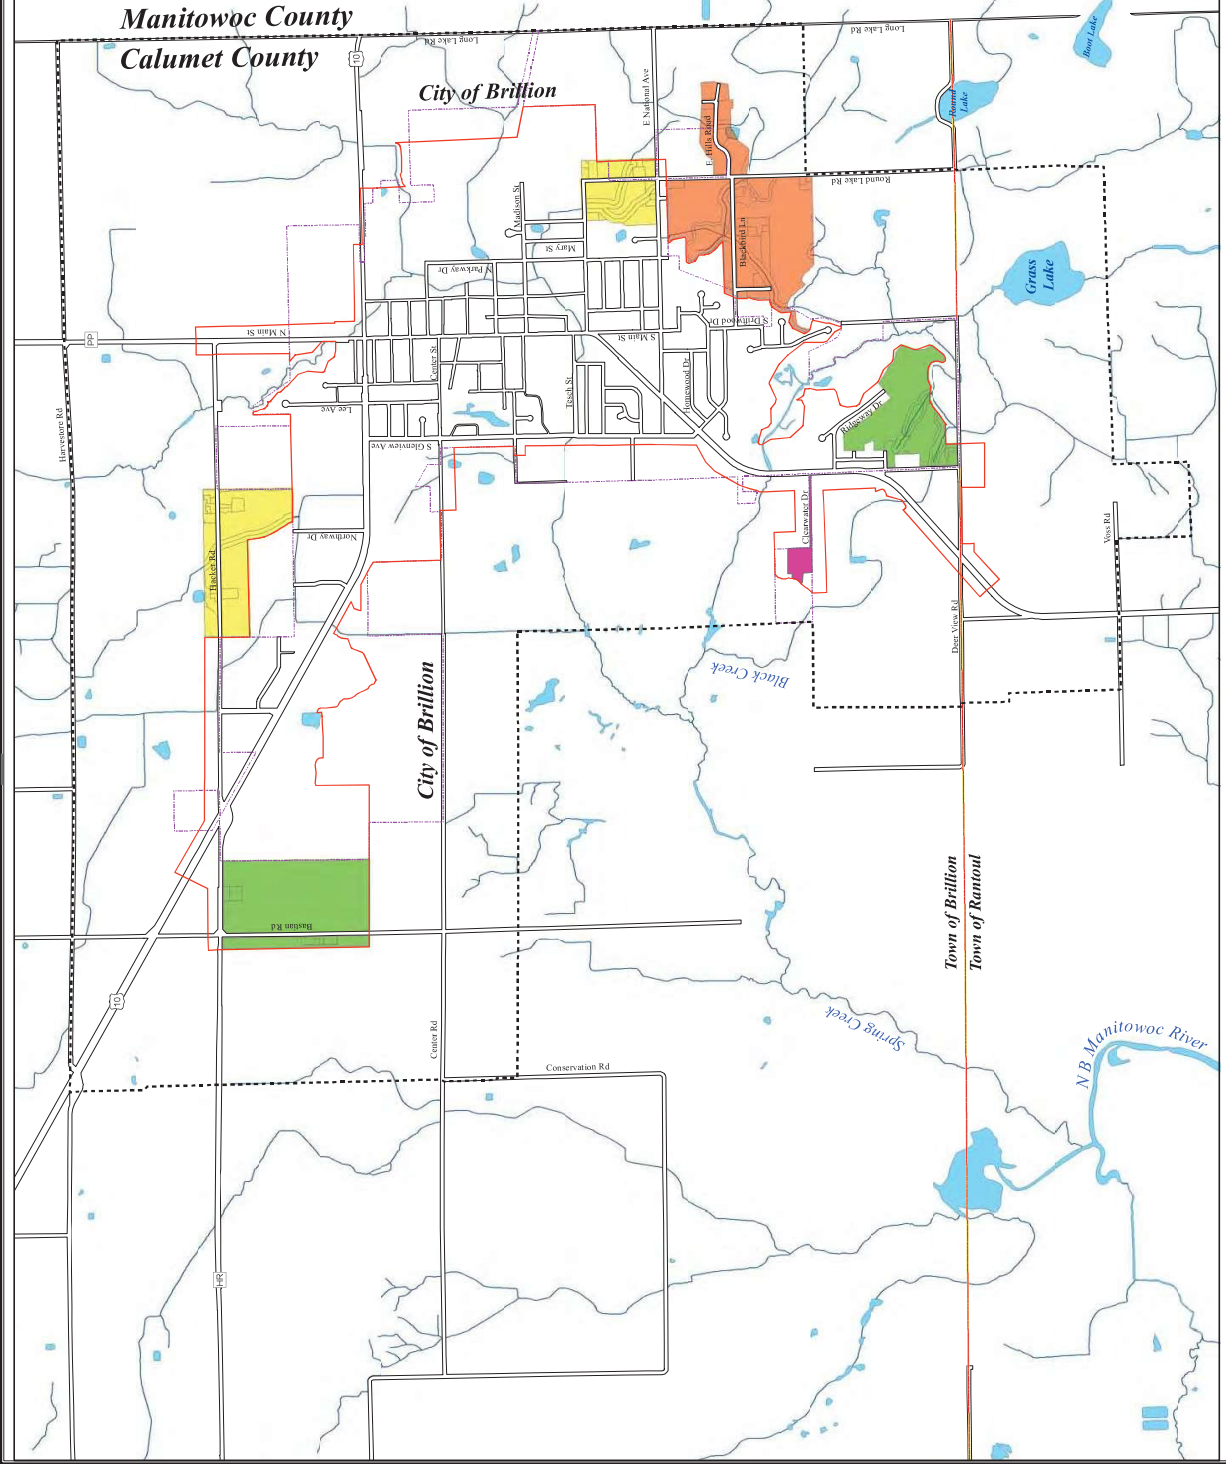 Manitowoc County
Calumet County
10
Long Lake Rd
Long Lake Rd
Boot Lake
City of Brillion
E National Ave
Round
Lake
E. Hills Road
Round Lake Rd
Madison St
Mary St
N Parkway Dr
Blackbird Ln
Grass
Lake
N Main St
PP
S Driftwood Dr
S Main St
Center St
Tesch St
Homewood Dr
Harvestore Rd
Lee Ave
S Glenview Ave
Ridgeway Dr
Northway Dr
Clearwater Dr
Voss Rd
Hacker Rd
Deer View Rd
Black Creek
City of Brillion
Town of Brillion
Town of Rantoul
Bastian Rd
10
Spring Creek
Center Rd
N B Manitowoc River
Conservation Rd
HR